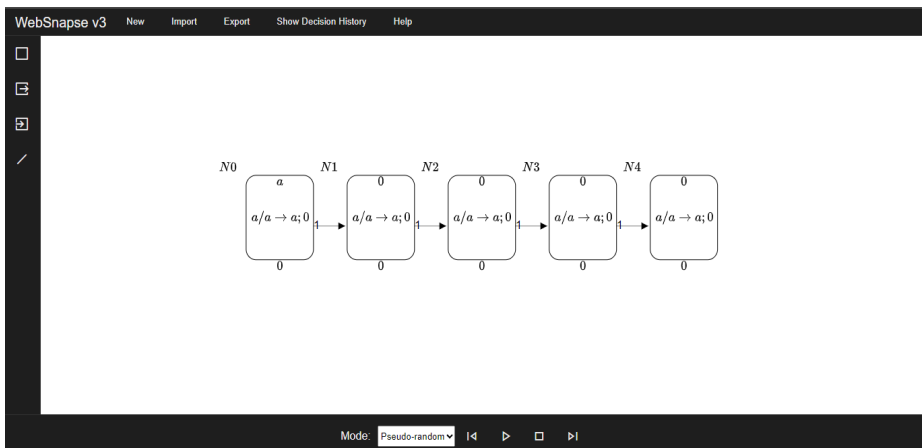 WebSnapse v3 New Import Export Show Decision History Help
N0 N1 N2 N3 N4
a 0 0 0 0
a/a → a; 0 1 a/a → a; 0 1 a/a → a; 0 1 a/a → a; 0 1 a/a → a; 0
0 0 0 0 0
Mode: Pseudo-random